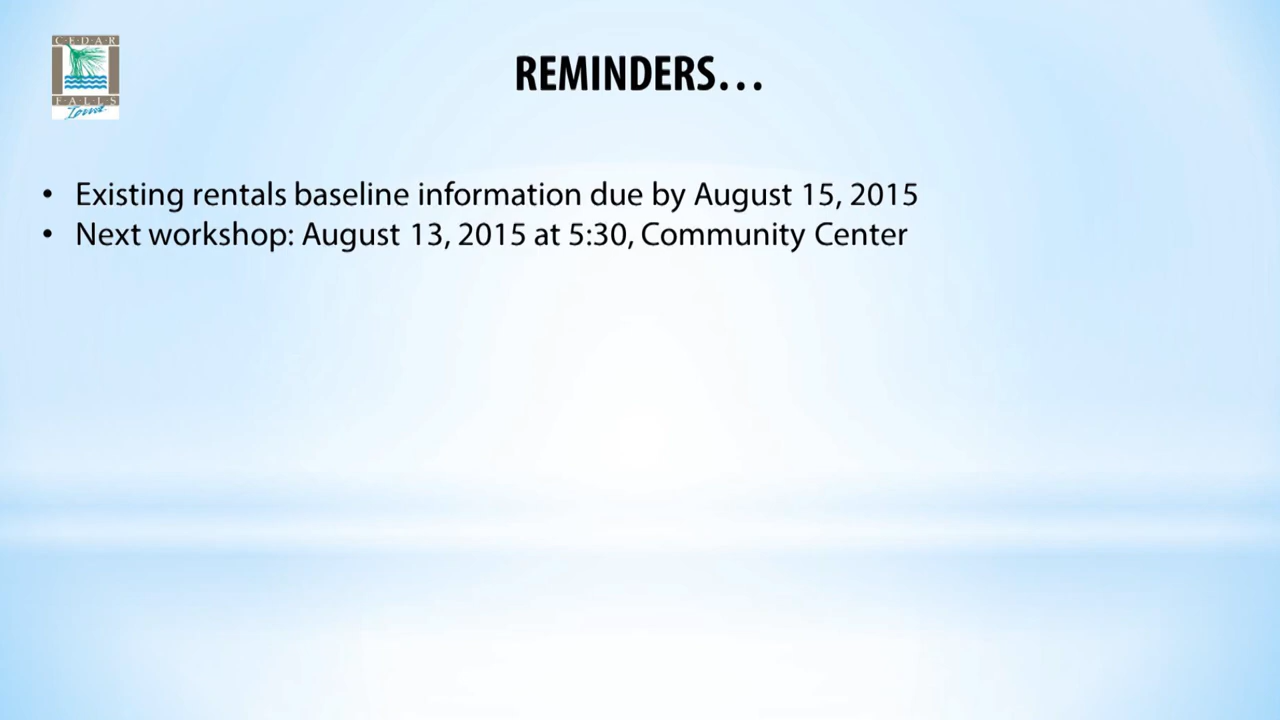 CEDAR
FALLS
Iowa
REMINDERS…
• Existing rentals baseline information due by August 15, 2015
• Next workshop: August 13, 2015 at 5:30, Community Center